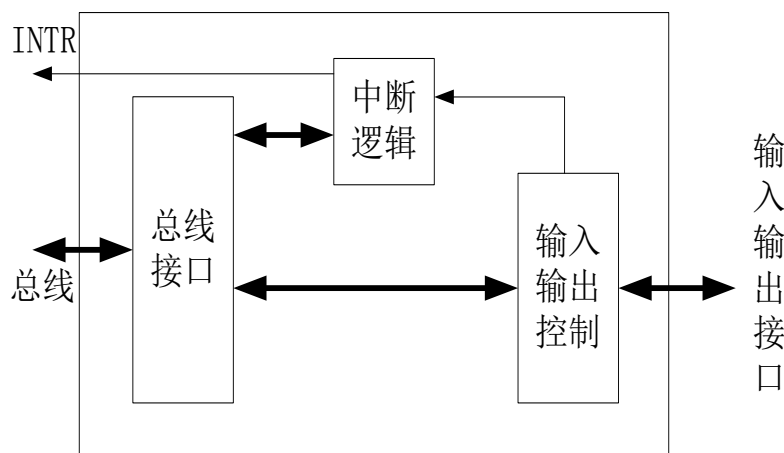 INTR
中断
逻辑
总线
接口
总线
输入
输出
控制
输
入
输
出
接
口